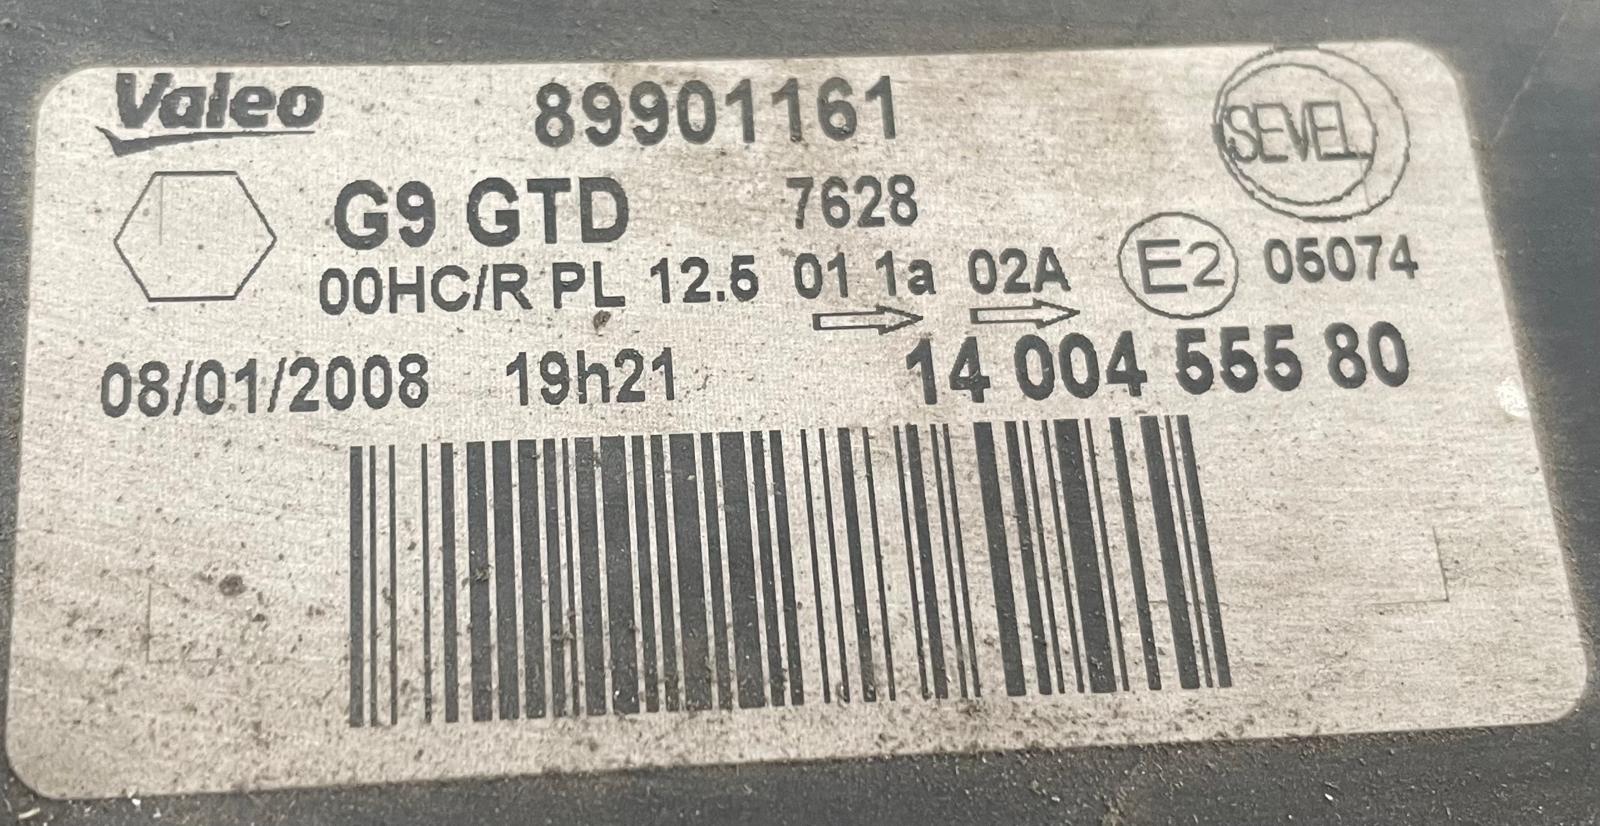 Valeo 89901161 SEVEL
G9 GTD 7628
00HC/R PL 12.5 01 1a 02A E2 05074
08/01/2008 19h21 14 004 555 80